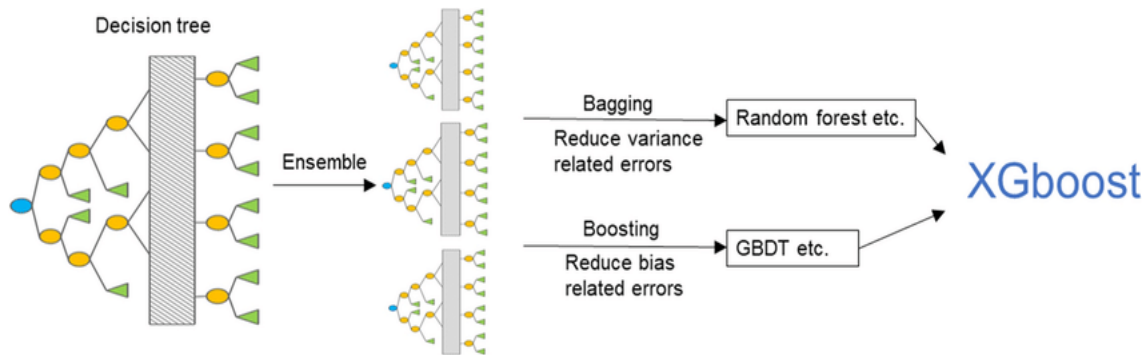 Decision tree
Ensemble
Bagging
Reduce variance
related errors
Random forest etc.
Boosting
Reduce bias
related errors
GBDT etc.
XGboost